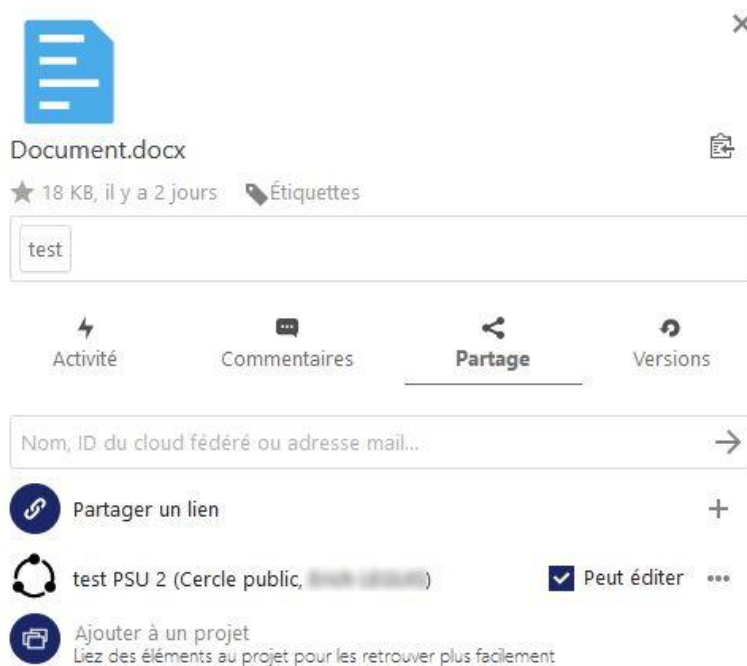 Document.docx
18 KB, il y a 2 jours Étiquettes
test
Activité Commentaires Partage Versions
Nom, ID du cloud fédéré ou adresse mail...
Partager un lien
test PSU 2 (Cercle public, ) Peut éditer
Ajouter à un projet
Liez des éléments au projet pour les retrouver plus facilement